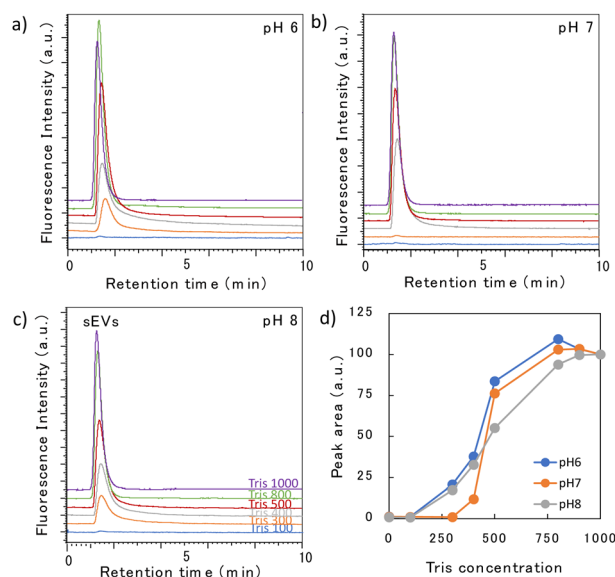 a)
pH 6
Fluorescence Intensity (a.u.)
0
5
10
Retention time (min)
b)
pH 7
Fluorescence Intensity (a.u.)
0
5
10
Retention time (min)
c)
sEVs
pH 8
Fluorescence Intensity (a.u.)
Tris 1000
Tris 800
Tris 500
Tris 400
Tris 300
Tris 100
0
5
10
Retention time (min)
d)
Peak area (a.u.)
125
100
75
50
25
0
pH6
pH7
pH8
0
250
500
750
1000
Tris concentration